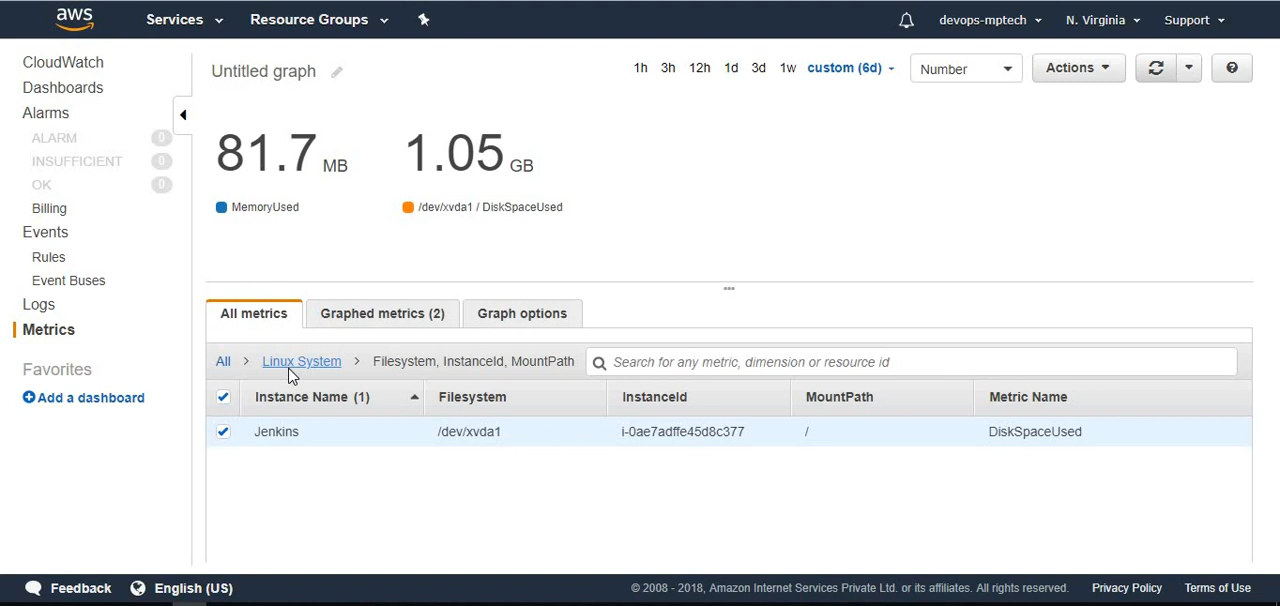 aws Services Resource Groups devops-mptech N. Virginia Support
CloudWatch
Dashboards
Alarms
ALARM 0
INSUFFICIENT 0
OK 0
Billing
Events
Rules
Event Buses
Logs
Metrics
Favorites
Add a dashboard
Untitled graph 1h 3h 12h 1d 3d 1w custom (6d) Number Actions
81.7 MB 1.05 GB
MemoryUsed /dev/xvda1 / DiskSpaceUsed
All metrics Graphed metrics (2) Graph options
All > Linux System > Filesystem, InstanceId, MountPath Search for any metric, dimension or resource id
Instance Name (1) Filesystem InstanceId MountPath Metric Name
Jenkins /dev/xvda1 i-0ae7adffe45d8c377 / DiskSpaceUsed
Feedback English (US) © 2008 - 2018, Amazon Internet Services Private Ltd. or its affiliates. All rights reserved. Privacy Policy Terms of Use